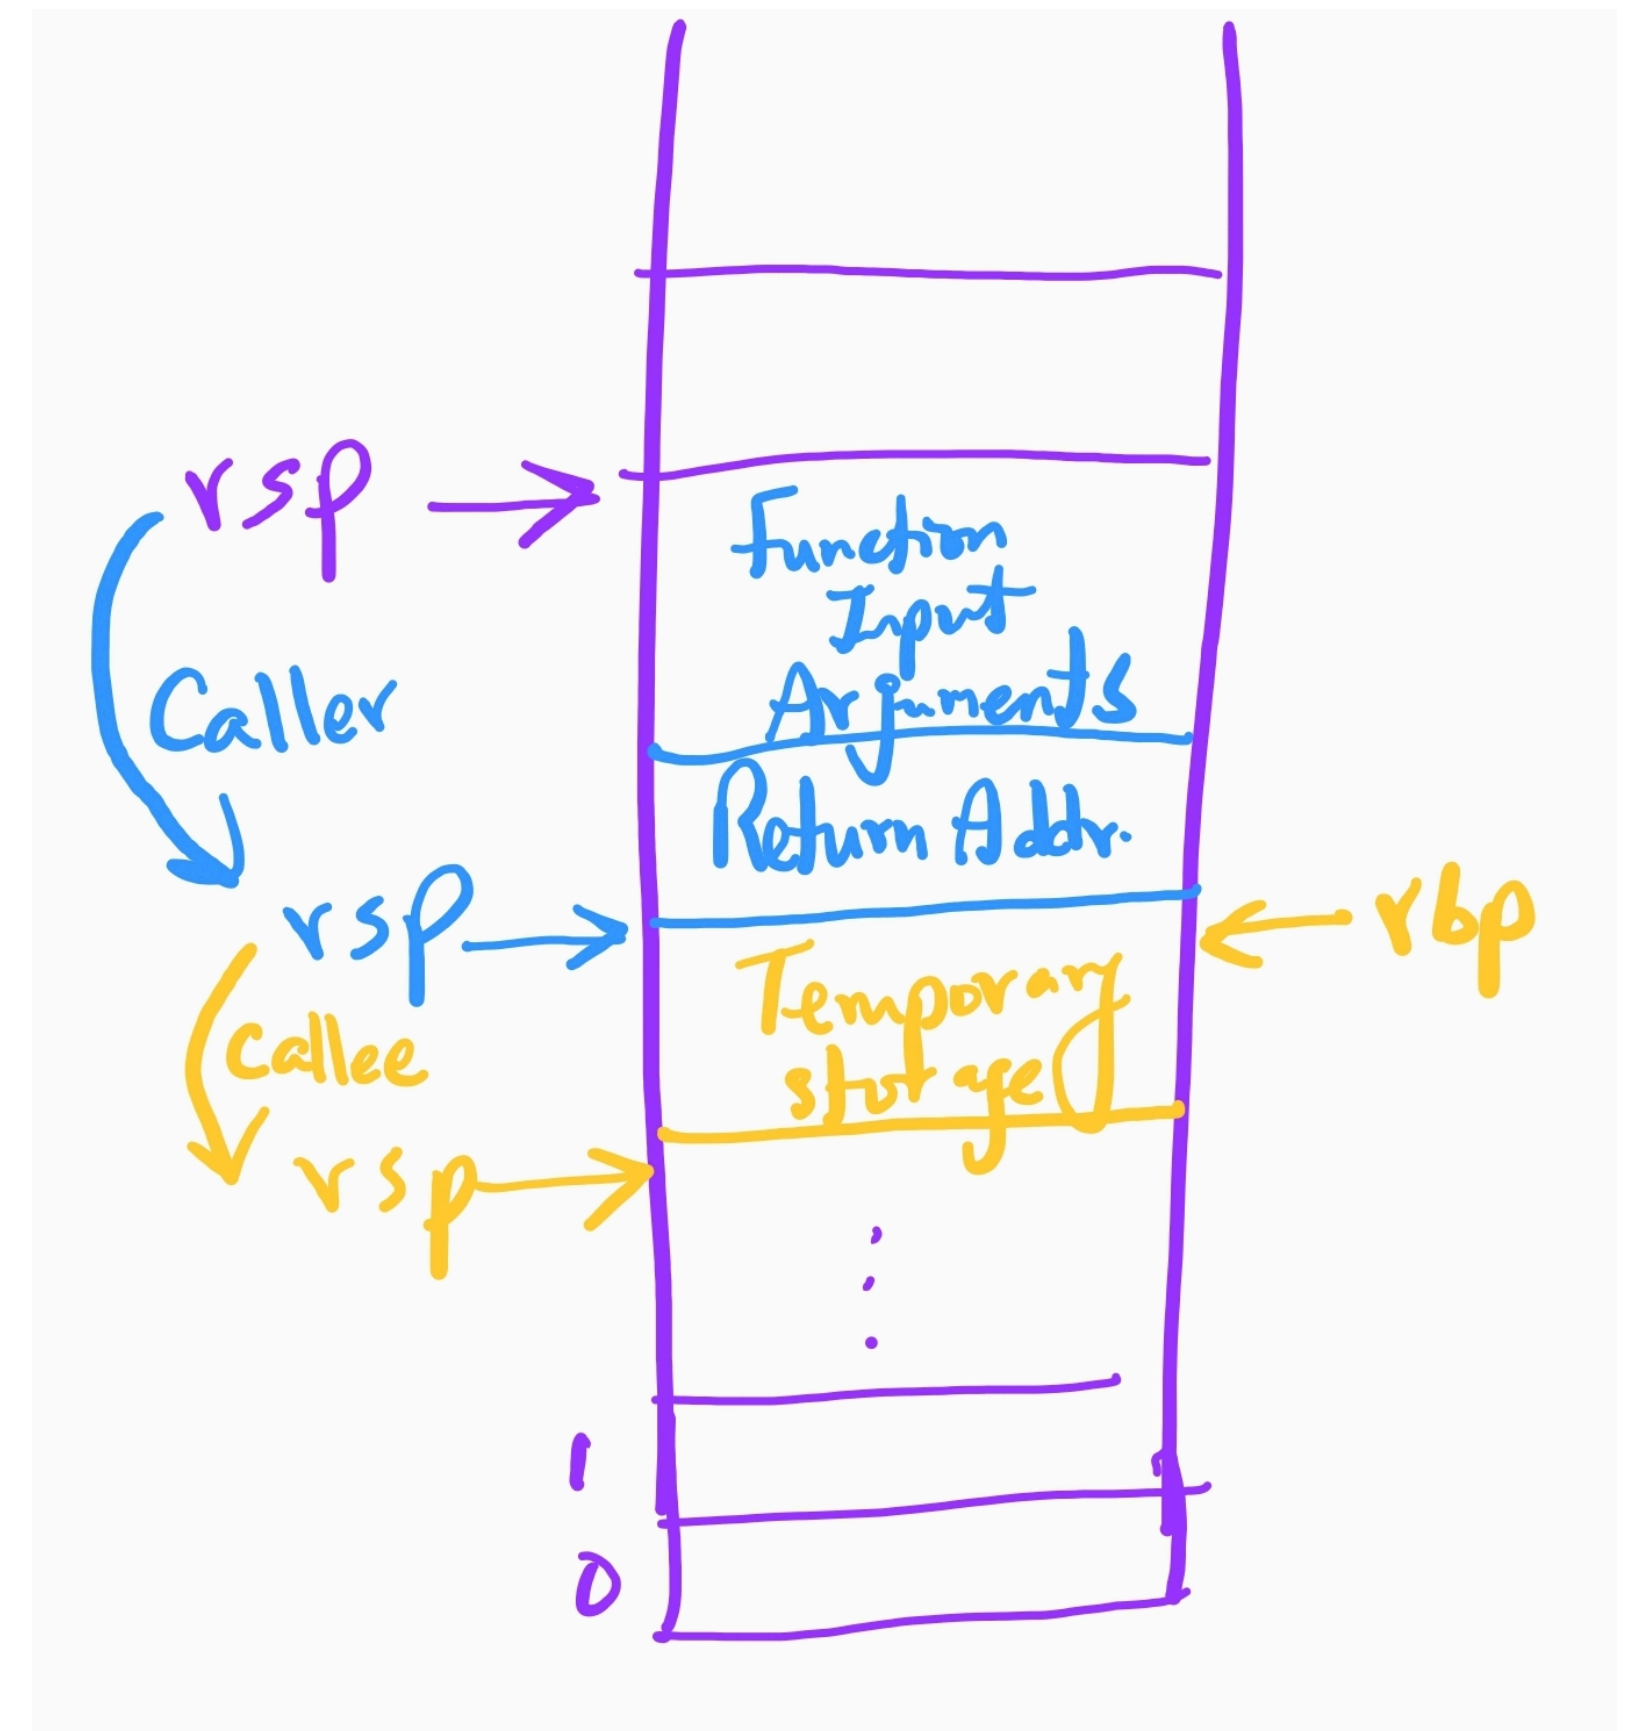 rsp
Function
Input
Arguments
Caller
Return Addr.
rsp
rbp
Temporary
storage
Callee
rsp
1
0